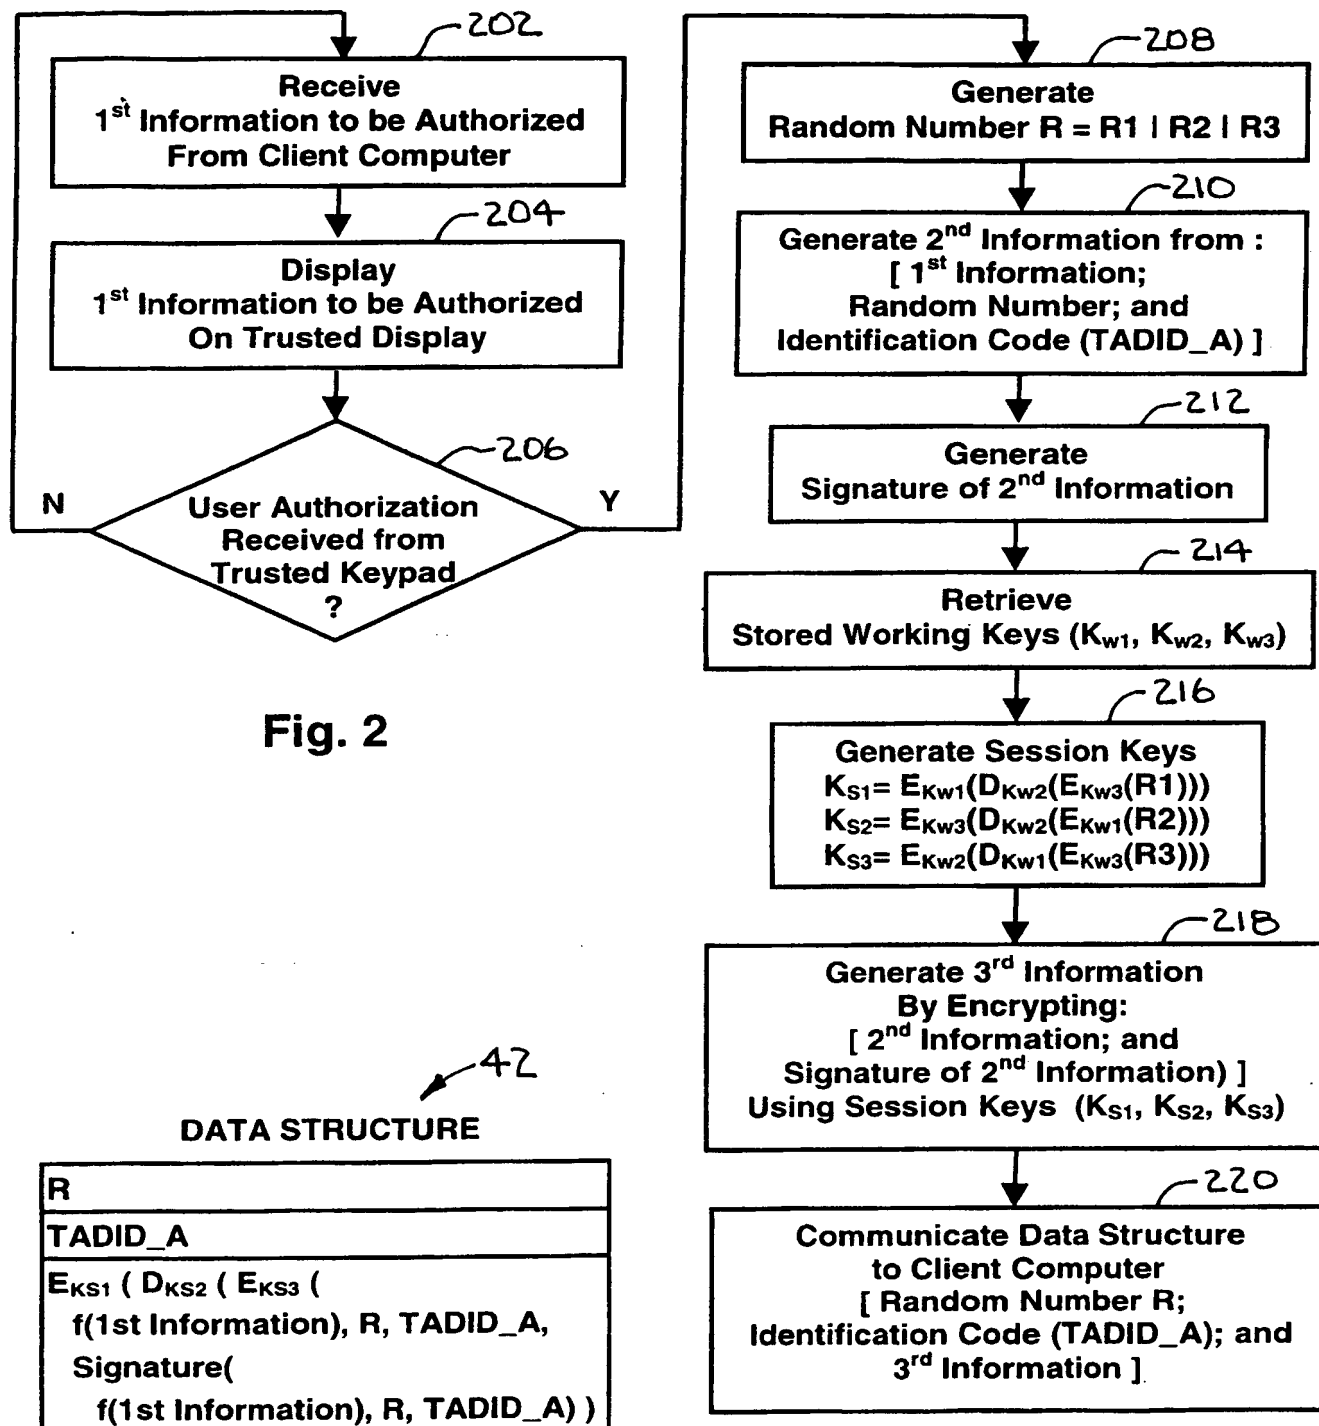 202
Receive
1st Information to be Authorized
From Client Computer
204
Display
1st Information to be Authorized
On Trusted Display
206
N
User Authorization
Received from
Trusted Keypad
?
Y
Fig. 2
208
Generate
Random Number R = R1 | R2 | R3
210
Generate 2nd Information from :
[ 1st Information;
Random Number; and
Identification Code (TADID_A) ]
212
Generate
Signature of 2nd Information
214
Retrieve
Stored Working Keys (Kw1, Kw2, Kw3)
216
Generate Session Keys
KS1= EKw1(DKw2(EKw3(R1)))
KS2= EKw3(DKw2(EKw1(R2)))
KS3= EKw2(DKw1(EKw3(R3)))
218
Generate 3rd Information
By Encrypting:
[ 2nd Information; and
Signature of 2nd Information) ]
Using Session Keys (KS1, KS2, KS3)
220
Communicate Data Structure
to Client Computer
[ Random Number R;
Identification Code (TADID_A); and
3rd Information ]
42
DATA STRUCTURE
R
TADID_A
EKS1 ( DKS2 ( EKS3 (
f(1st Information), R, TADID_A,
Signature(
f(1st Information), R, TADID_A) )